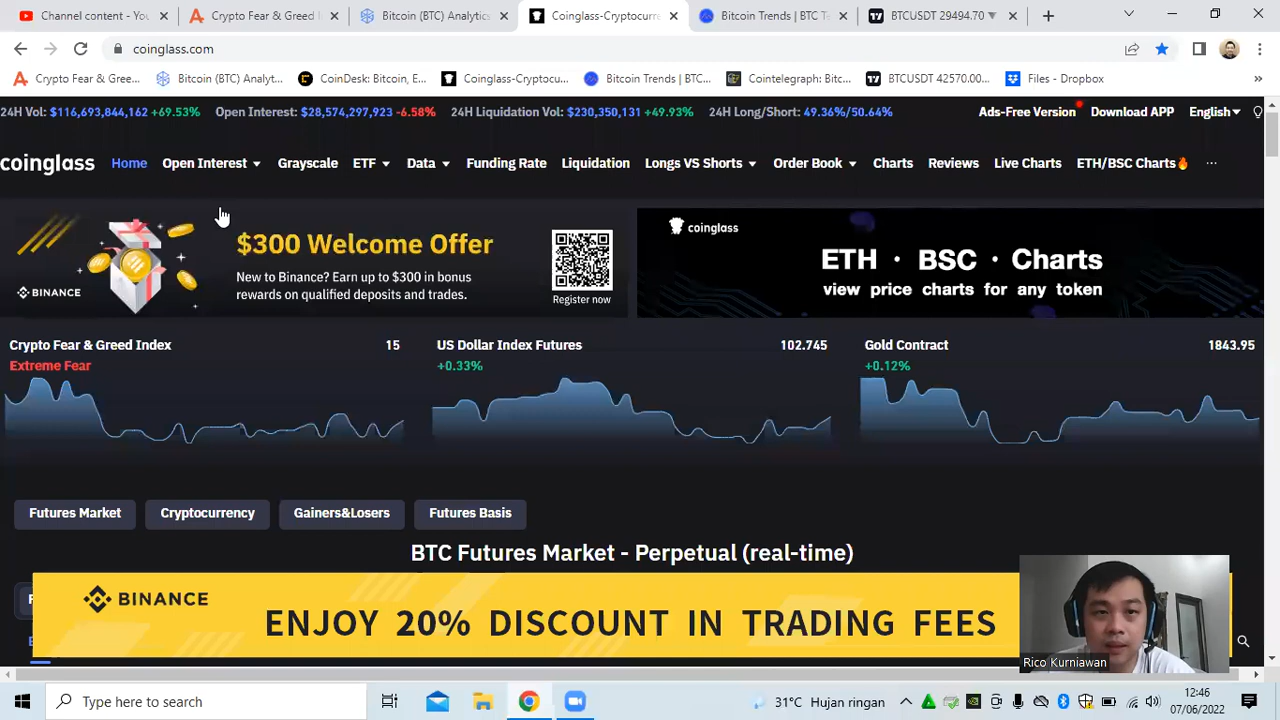 Channel content - You
Crypto Fear & Greed I
Bitcoin (BTC) Analytics
Coinglass-Cryptocurre
Bitcoin Trends | BTC Te
BTCUSDT 29494.70 ▼
coinglass.com
Crypto Fear & Gree...
Bitcoin (BTC) Analyt...
CoinDesk: Bitcoin, E...
Coinglass-Cryptocu...
Bitcoin Trends | BTC...
Cointelegraph: Bitc...
BTCUSDT 42570.00...
Files - Dropbox
24H Vol: $116,693,844,162 +69.53%
Open Interest: $28,574,297,923 -6.58%
24H Liquidation Vol: $230,350,131 +49.93%
24H Long/Short: 49.36%/50.64%
Ads-Free Version
Download APP
English
coinglass
Home
Open Interest
Grayscale
ETF
Data
Funding Rate
Liquidation
Longs VS Shorts
Order Book
Charts
Reviews
Live Charts
ETH/BSC Charts🔥
...
$300 Welcome Offer
New to Binance? Earn up to $300 in bonus
rewards on qualified deposits and trades.
BINANCE
Register now
coinglass
ETH · BSC · Charts
view price charts for any token
Crypto Fear & Greed Index
15
Extreme Fear
US Dollar Index Futures
102.745
+0.33%
Gold Contract
1843.95
+0.12%
Futures Market
Cryptocurrency
Gainers&Losers
Futures Basis
BTC Futures Market - Perpetual (real-time)
BINANCE
ENJOY 20% DISCOUNT IN TRADING FEES
Rico Kurniawan
Type here to search
31°C Hujan ringan
12:46
07/06/2022